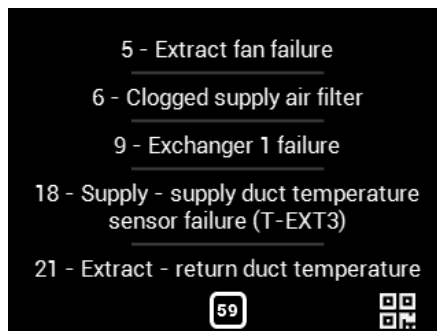 5 - Extract fan failure
6 - Clogged supply air filter
9 - Exchanger 1 failure
18 - Supply - supply duct temperature
sensor failure (T-EXT3)
21 - Extract - return duct temperature
59